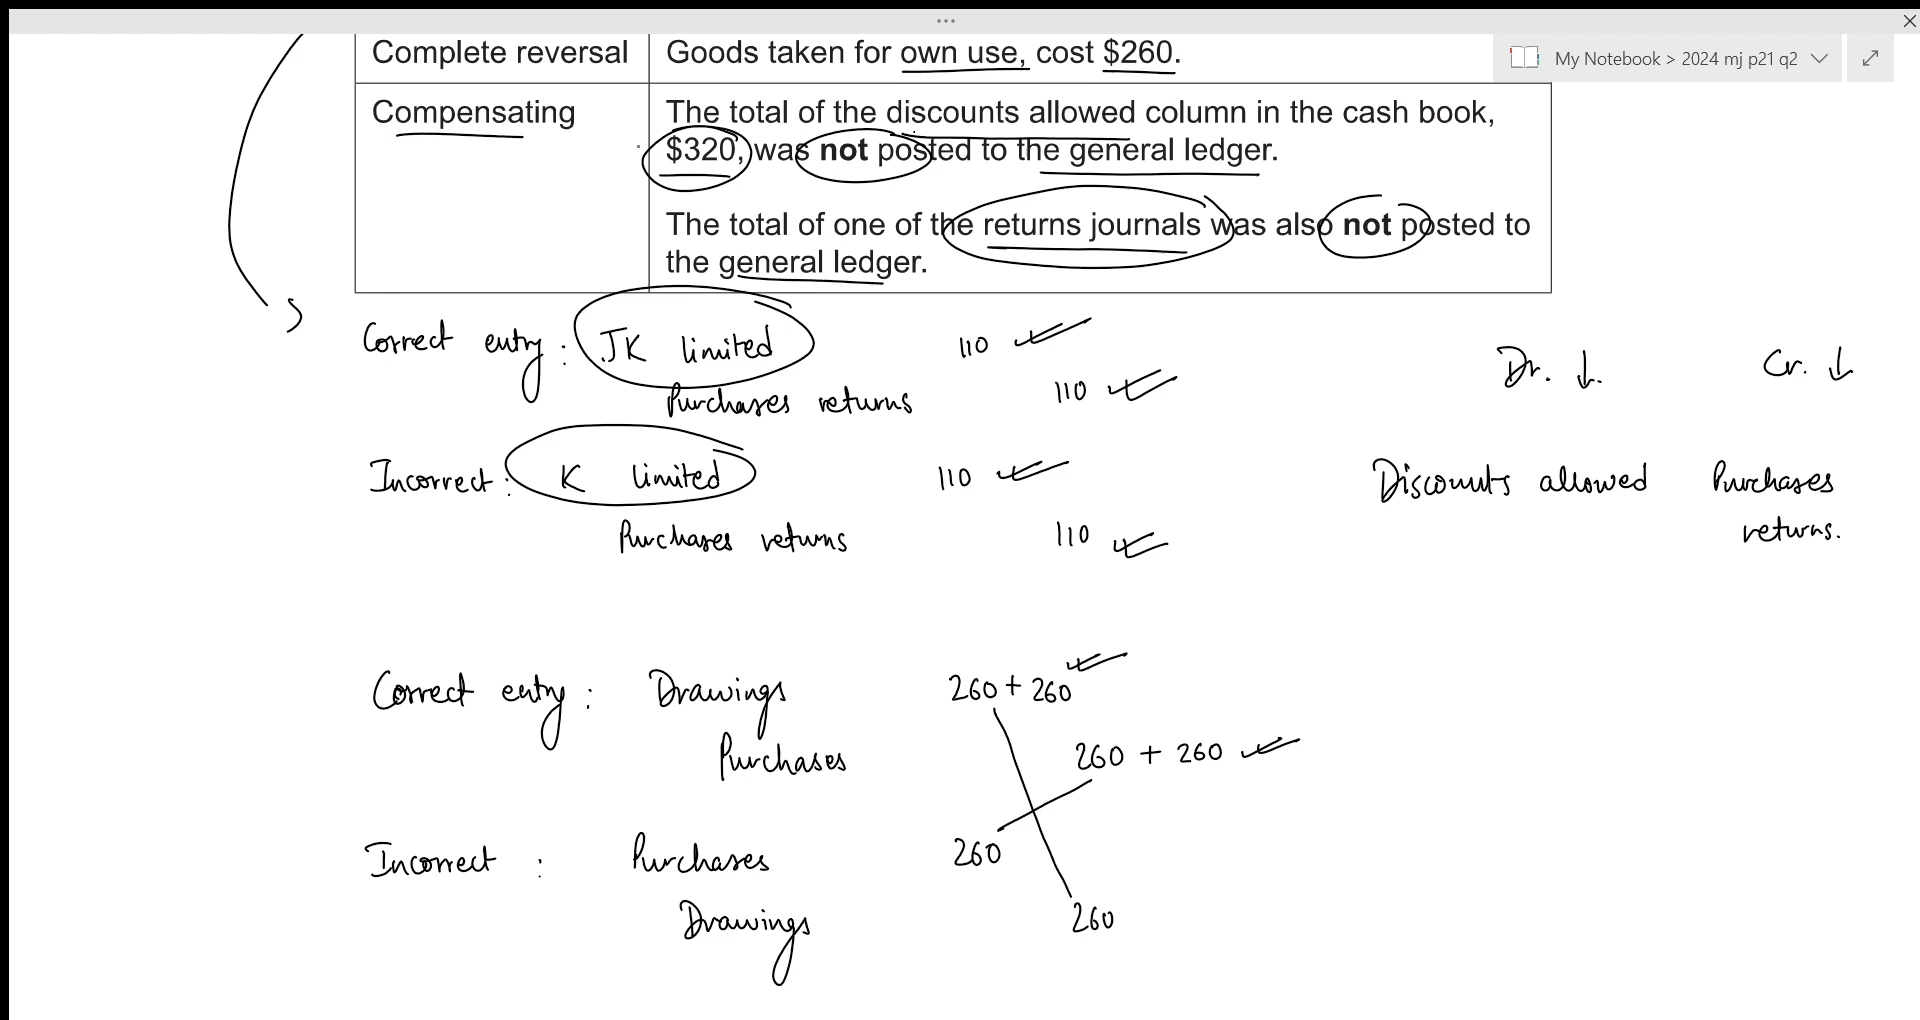 My Notebook > 2024 mj p21 q2
Complete reversal Goods taken for own use, cost $260.
Compensating The total of the discounts allowed column in the cash book,
$320, was not posted to the general ledger.
The total of one of the returns journals was also not posted to
the general ledger.
Correct entry: JK limited 110
Purchases returns 110
Dr. ↓. Cr. ↓
Incorrect: K limited 110
Purchases returns 110
Discounts allowed Purchases
returns.
Correct entry: Drawings 260 + 260
Purchases 260 + 260
Incorrect : Purchases 260
Drawings 260